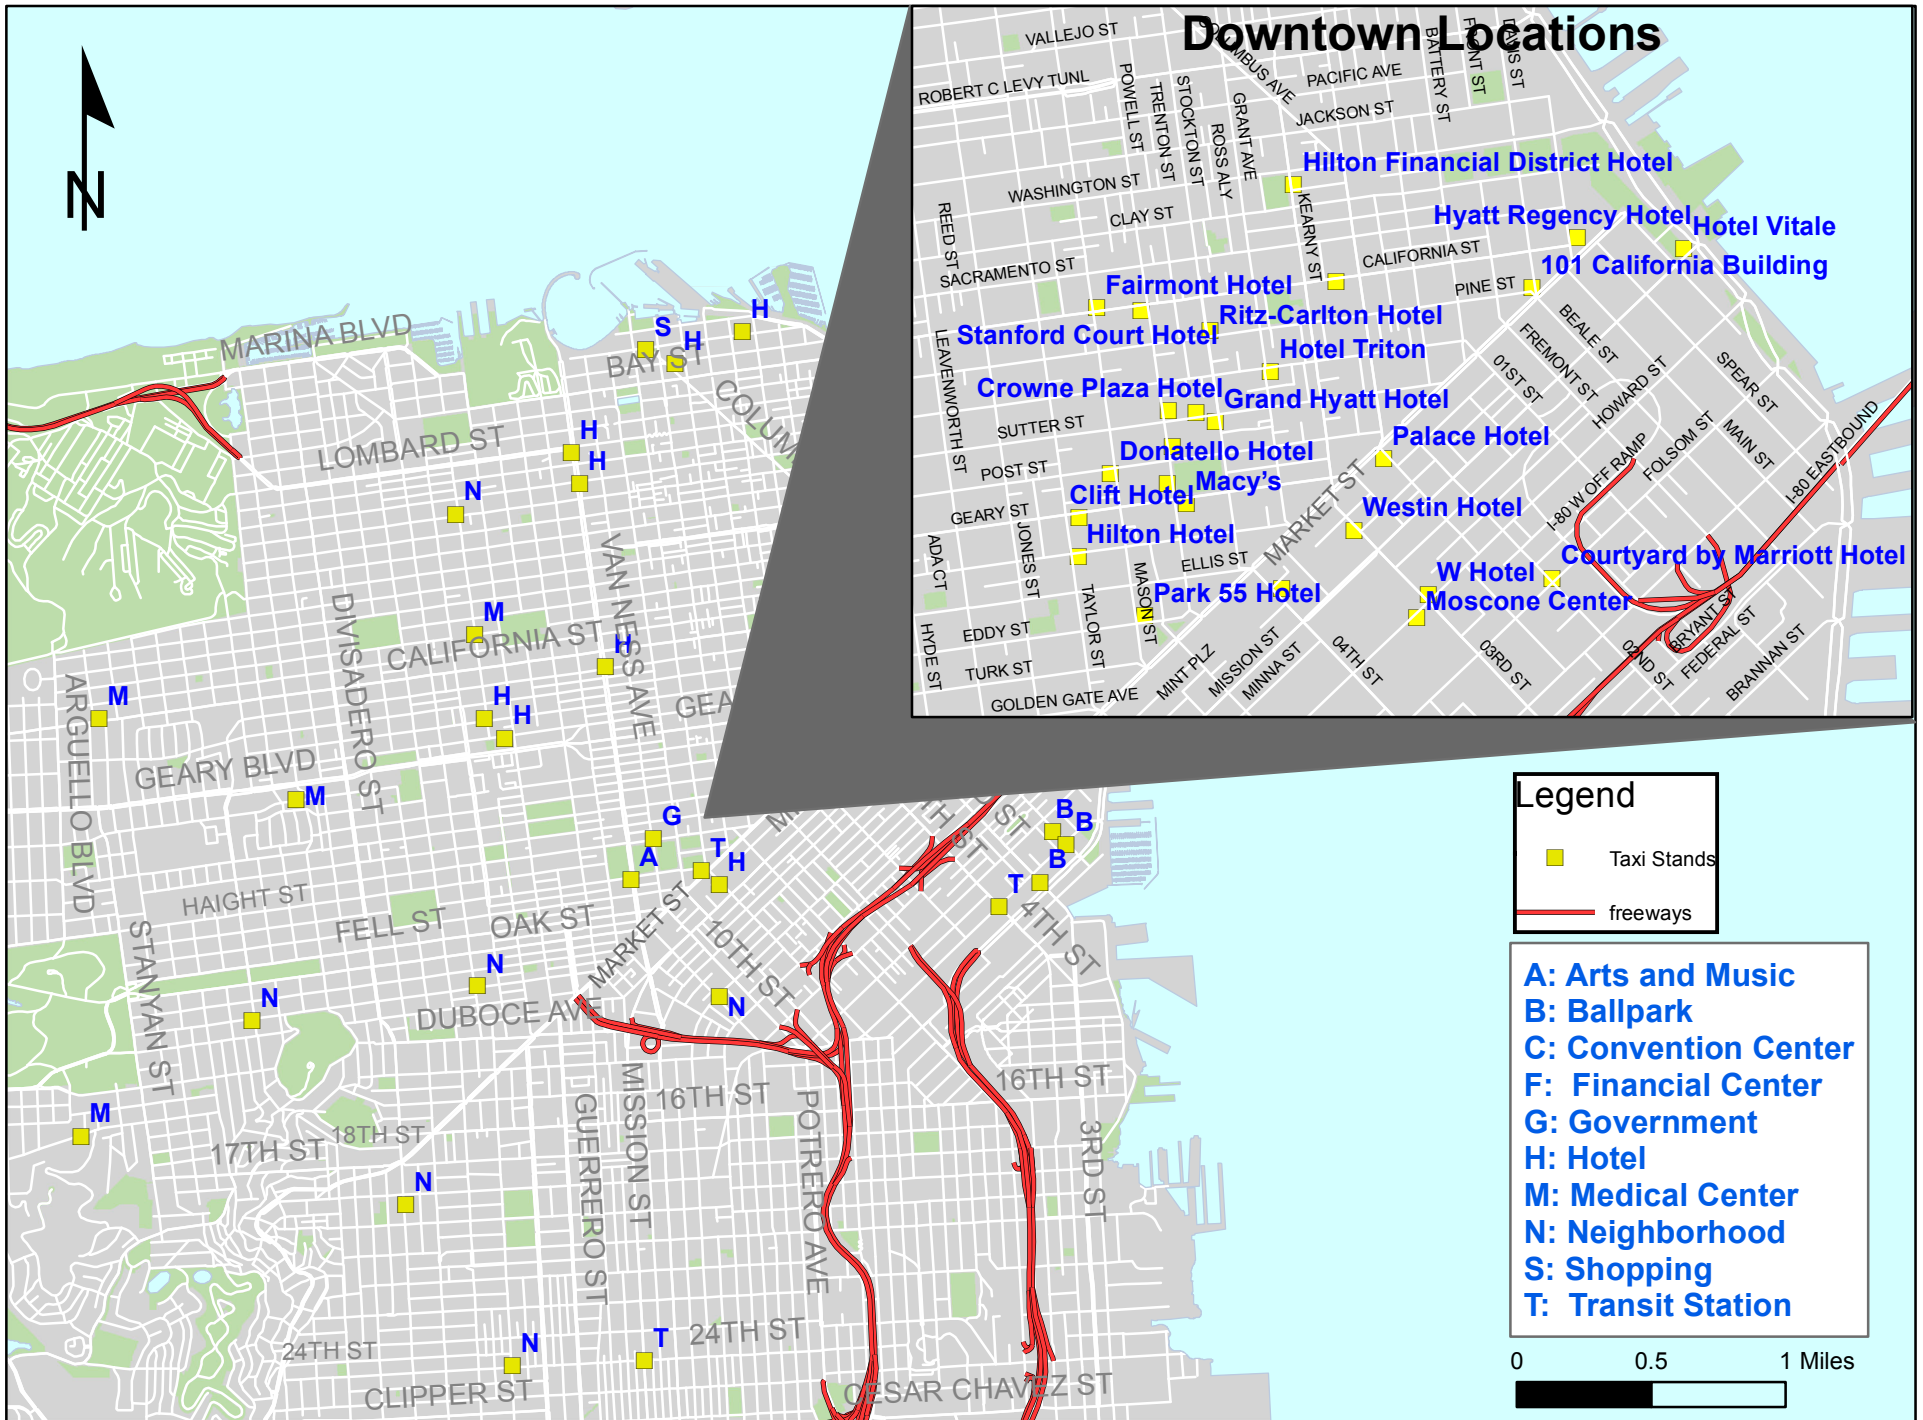 Downtown Locations
VALLEJO ST
ROBERT C LEVY TUNL
POWELL ST
TRENTON ST
STOCKTON ST
ROSS ALY
GRANT AVE
COLUMBUS AVE
PACIFIC AVE
JACKSON ST
BATTERY ST
FRONT ST
DAVIS ST
Hilton Financial District Hotel
WASHINGTON ST
CLAY ST
REED ST
KEARNY ST
Hyatt Regency Hotel
Hotel Vitale
SACRAMENTO ST
CALIFORNIA ST
101 California Building
Fairmont Hotel
PINE ST
Stanford Court Hotel
Ritz-Carlton Hotel
BEALE ST
FREMONT ST
01ST ST
HOWARD ST
SPEAR ST
LEAVENWORTH ST
Hotel Triton
Crowne Plaza Hotel
Grand Hyatt Hotel
SUTTER ST
Palace Hotel
FOLSOM ST
MAIN ST
I-80 EASTBOUND
Donatello Hotel
POST ST
Macy's
Clift Hotel
MARKET ST
I-80 W OFF RAMP
GEARY ST
Westin Hotel
Hilton Hotel
JONES ST
ADA CT
ELLIS ST
Courtyard by Marriott Hotel
W Hotel
MASON ST
TAYLOR ST
Park 55 Hotel
Moscone Center
HYDE ST
EDDY ST
TURK ST
GOLDEN GATE AVE
MINT PLZ
MISSION ST
MINNA ST
04TH ST
03RD ST
02ND ST
BRYANT ST
FEDERAL ST
BRANNAN ST
N
MARINA BLVD
S
H
H
BAY ST
COLUM
LOMBARD ST
H
H
N
VAN NESS AVE
DIVISADERO ST
M
CALIFORNIA ST
H
ARGUELLO BLVD
M
H
H
GEA
GEARY BLVD
M
G
A
T
H
B
B
B
T
HAIGHT ST
FELL ST
OAK ST
MARKET ST
10TH ST
4TH ST
STANYAN ST
N
N
N
DUBOCE AVE
M
17TH ST
18TH ST
16TH ST
16TH ST
GUERRERO ST
MISSION ST
POTRERO AVE
3RD ST
N
N
T
24TH ST
24TH ST
CLIPPER ST
CESAR CHAVEZ ST
Legend
Taxi Stands
freeways
A: Arts and Music
B: Ballpark
C: Convention Center
F: Financial Center
G: Government
H: Hotel
M: Medical Center
N: Neighborhood
S: Shopping
T: Transit Station
0 0.5 1 Miles